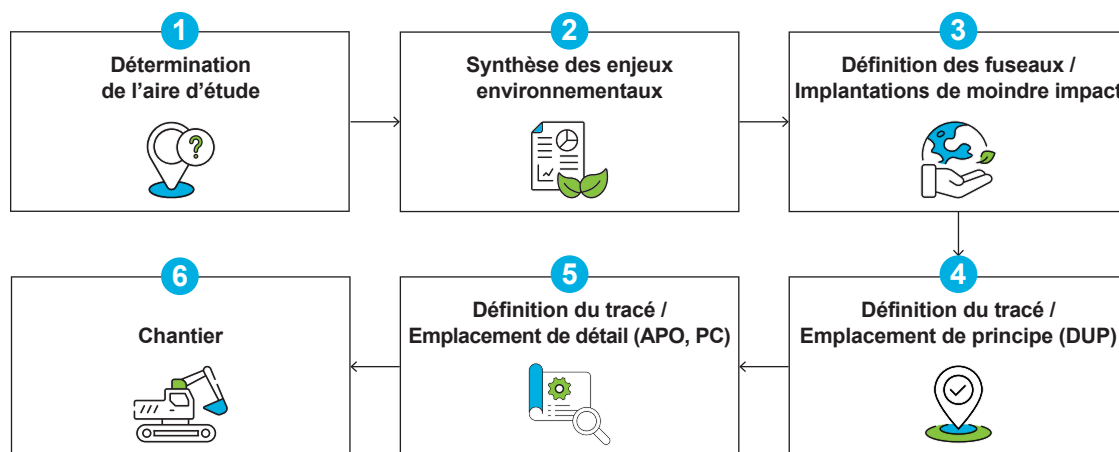 1
Détermination
de l’aire d’étude
?
2
Synthèse des enjeux
environnementaux
3
Définition des fuseaux /
Implantations de moindre impact
4
Définition du tracé /
Emplacement de principe (DUP)
5
Définition du tracé /
Emplacement de détail (APO, PC)
6
Chantier